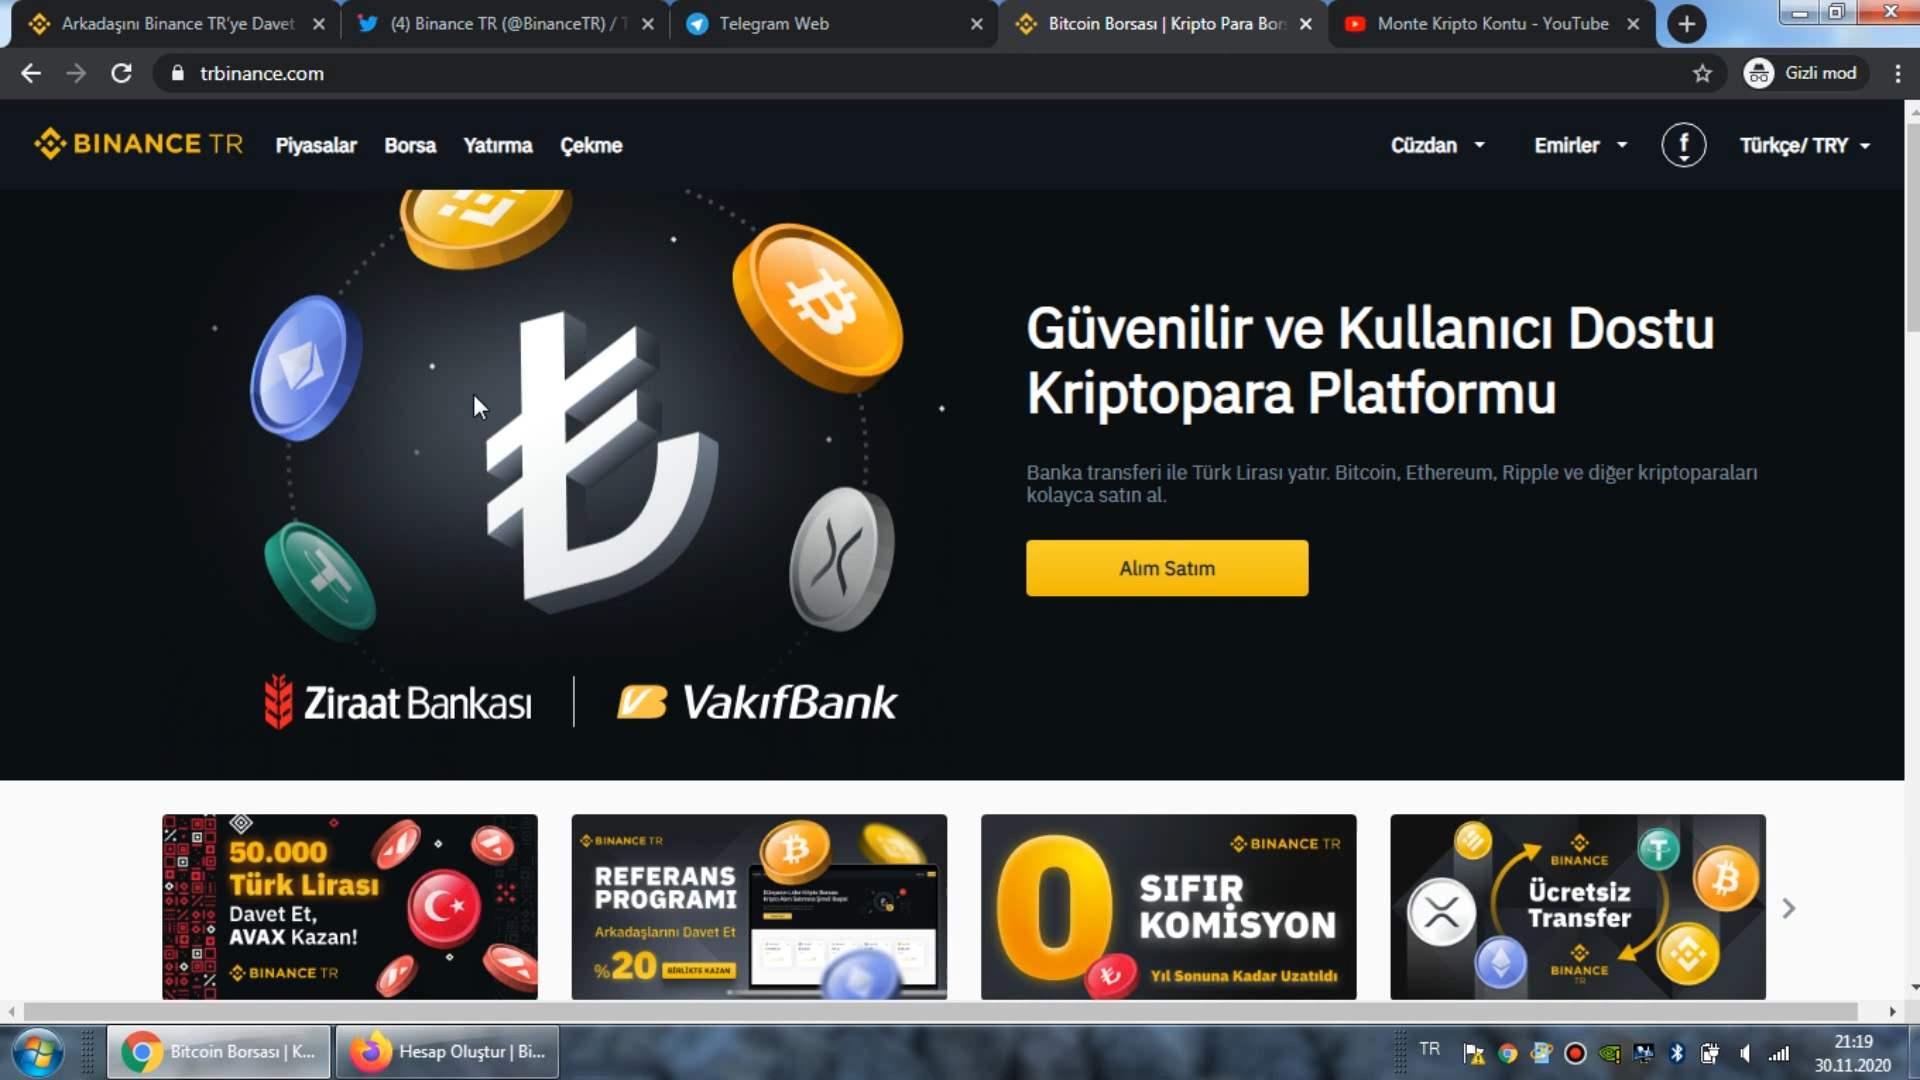 Arkadaşını Binance TR'ye Davet
(4) Binance TR (@BinanceTR) / T
Telegram Web
Bitcoin Borsası | Kripto Para Bor
Monte Kripto Kontu - YouTube
trbinance.com
Gizli mod
BINANCE TR
Piyasalar
Borsa
Yatırma
Çekme
Cüzdan
Emirler
f
Türkçe/ TRY
Güvenilir ve Kullanıcı Dostu
Kriptopara Platformu
Banka transferi ile Türk Lirası yatır. Bitcoin, Ethereum, Ripple ve diğer kriptoparaları
kolayca satın al.
Alım Satım
Ziraat Bankası
VakıfBank
50.000
Türk Lirası
Davet Et,
AVAX Kazan!
BINANCE TR
BINANCE TR
REFERANS
PROGRAMI
Arkadaşlarını Davet Et
%20
BİRLİKTE KAZAN
BINANCE TR
0
SIFIR
KOMİSYON
Yıl Sonuna Kadar Uzatıldı
BINANCE
Ücretsiz
Transfer
BINANCE
TR
Bitcoin Borsası | K...
Hesap Oluştur | Bi...
TR
21:19
30.11.2020